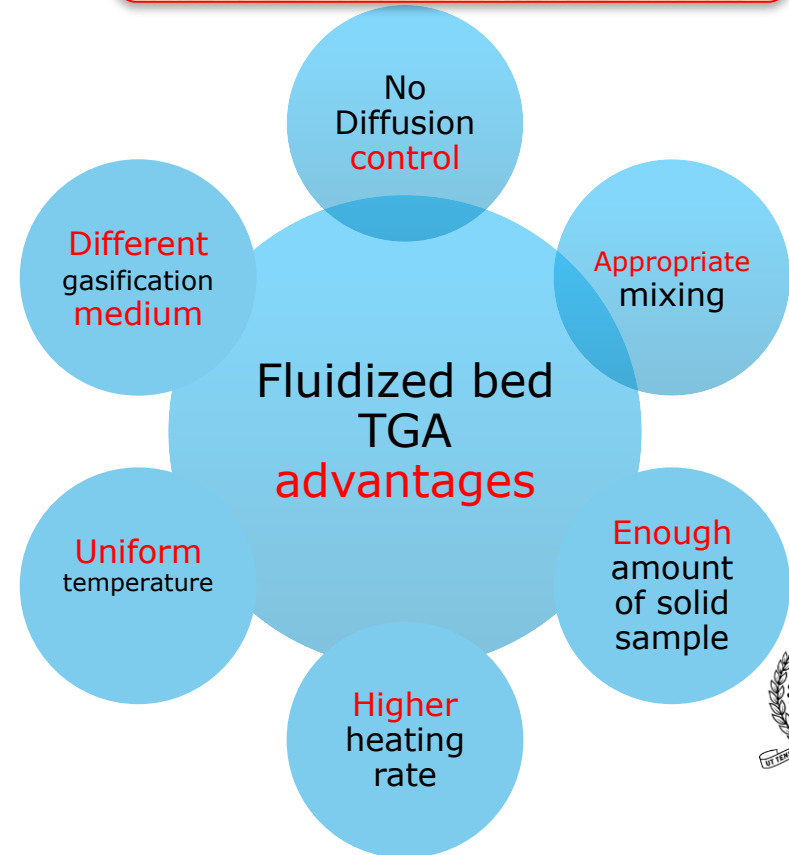 No
Diffusion
control
Appropriate
mixing
Enough
amount
of solid
sample
Higher
heating
rate
Uniform
temperature
Different
gasification
medium
Fluidized bed
TGA
advantages